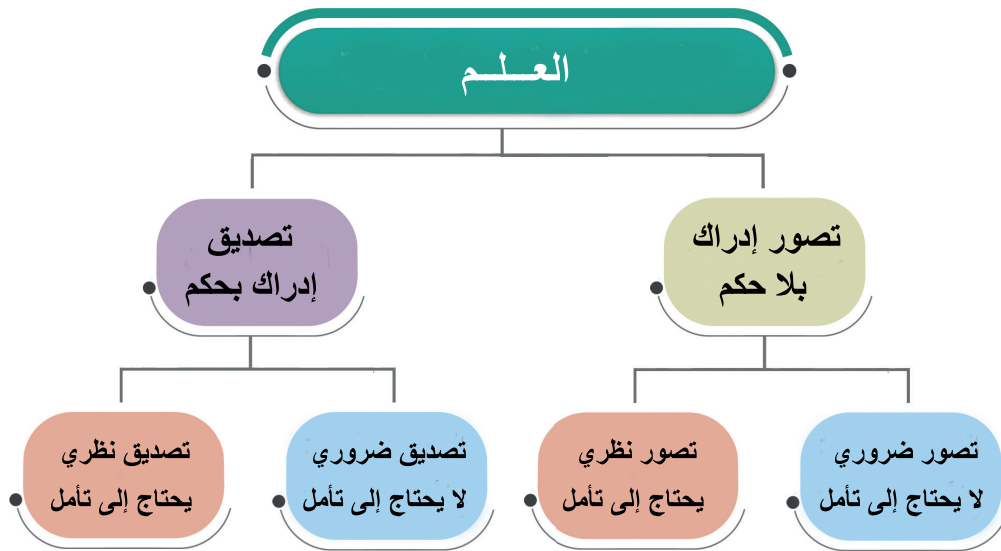 العـــلـــم
تصور إدراك
بلا حكم
تصديق
إدراك بحكم
تصور ضروري
لا يحتاج إلى تأمل
تصور نظري
يحتاج إلى تأمل
تصديق ضروري
لا يحتاج إلى تأمل
تصديق نظري
يحتاج إلى تأمل